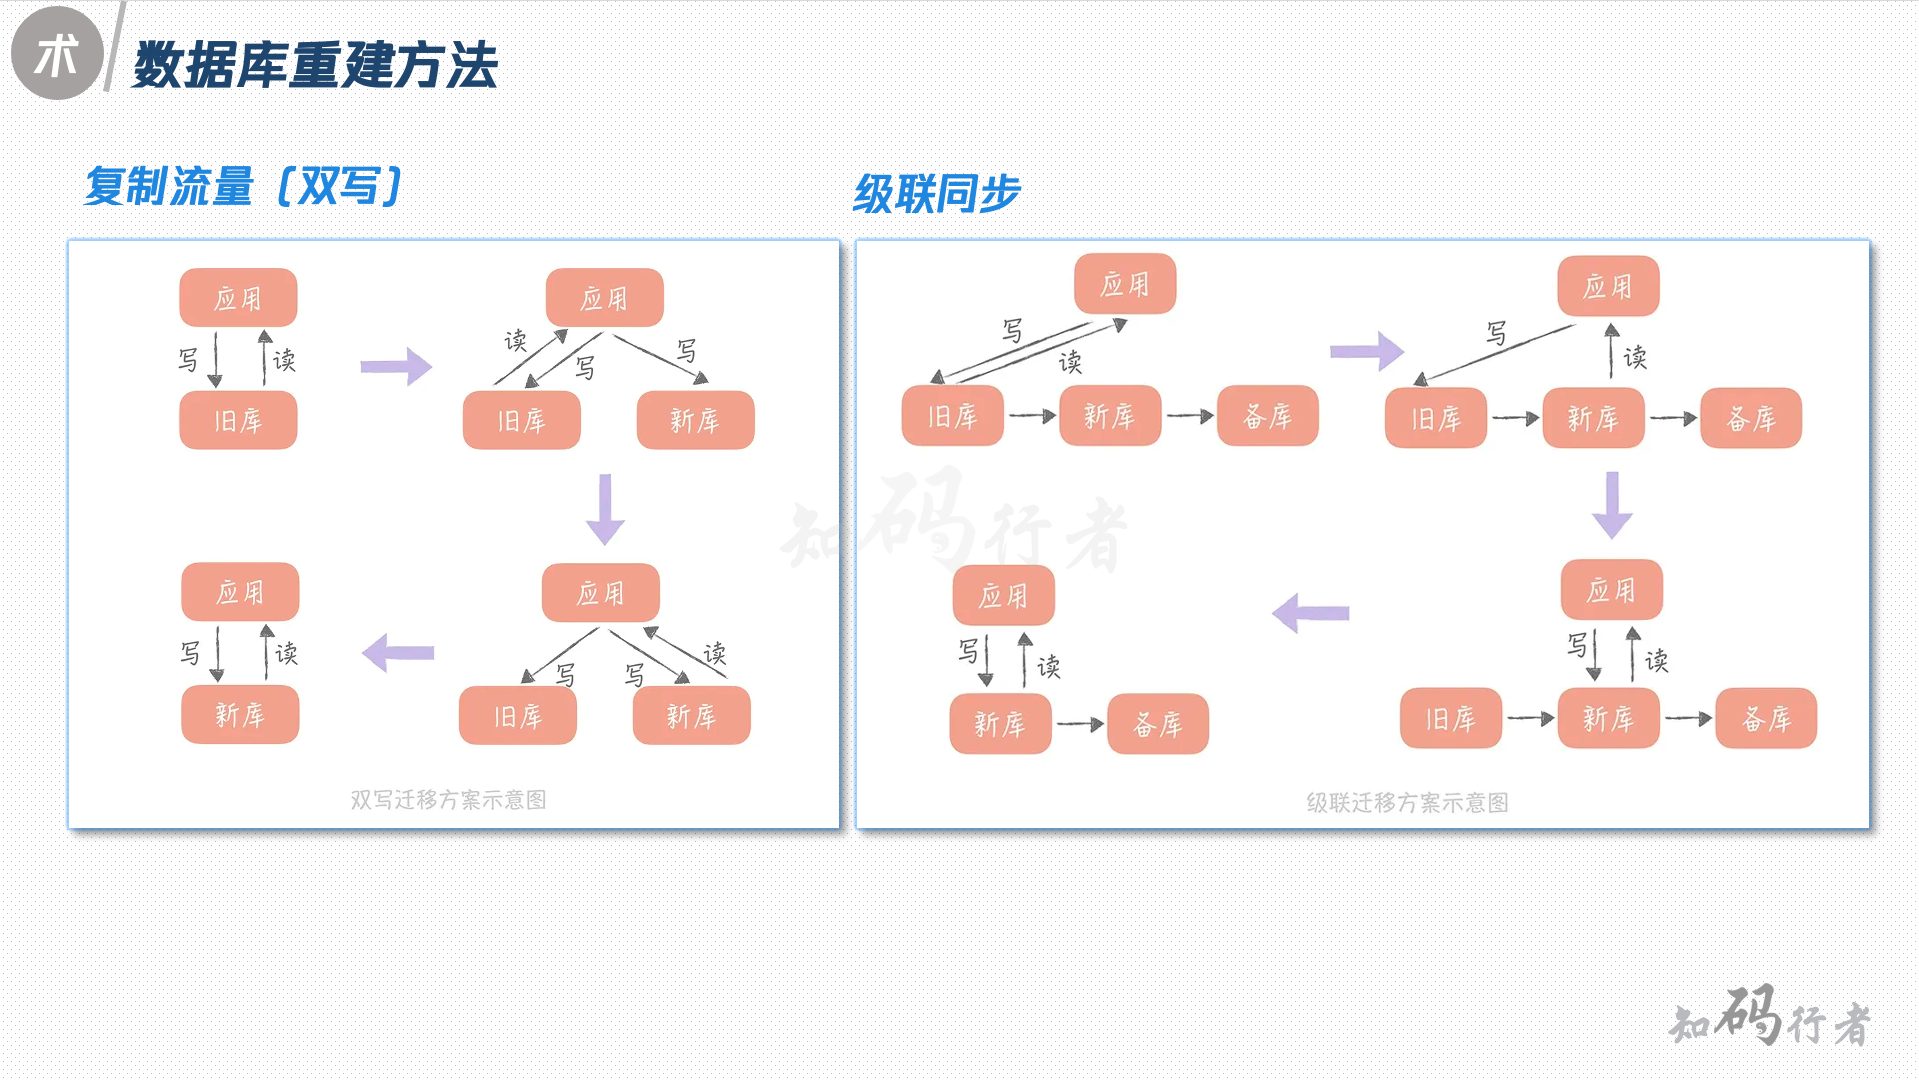 术
数据库重建方法
复制流量（双写）
级联同步
应用
写
读
旧库
应用
读
写
写
旧库
新库
应用
写
读
新库
应用
写
写
读
旧库
新库
双写迁移方案示意图
应用
写
读
旧库
新库
备库
应用
写
读
旧库
新库
备库
应用
写
读
新库
备库
应用
写
读
旧库
新库
备库
级联迁移方案示意图
知码行者
知码行者